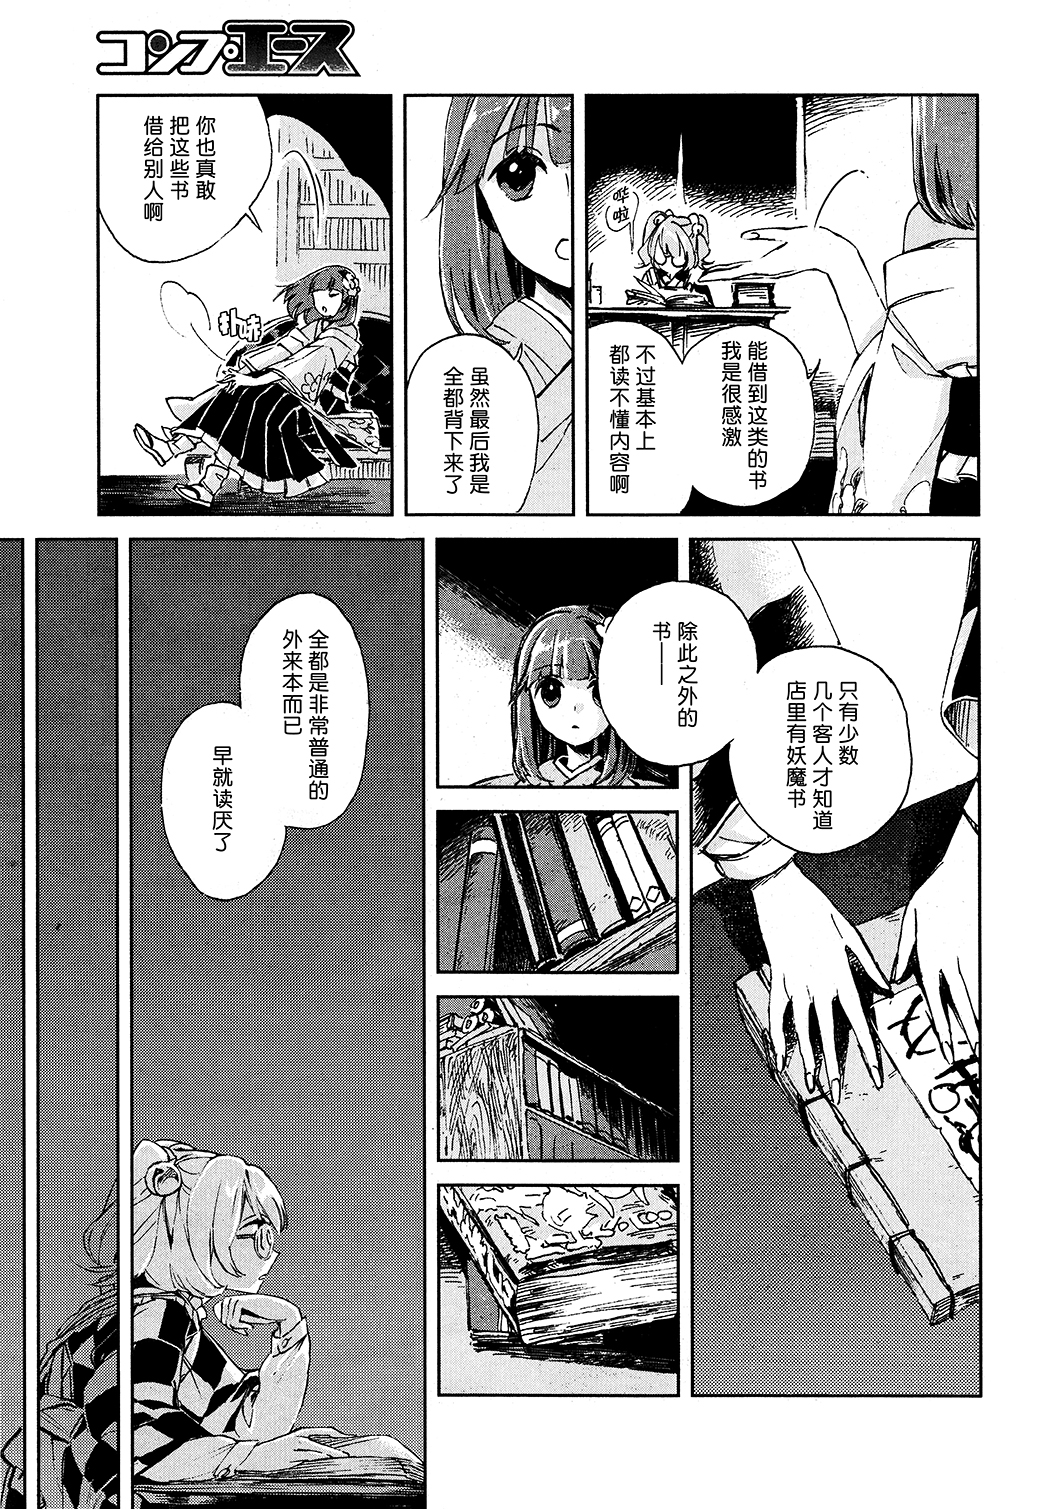 コンプエース
哗啦
能借到这类的书
我是很感激
不过基本上
都读不懂内容啊
虽然最后我是
全都背下来了
你也真敢
把这些书
借给别人啊
只有少数
几个客人才知道
店里有妖魔书
除此之外的
书——
全都是非常普通的
外来本而已
早就读厌了